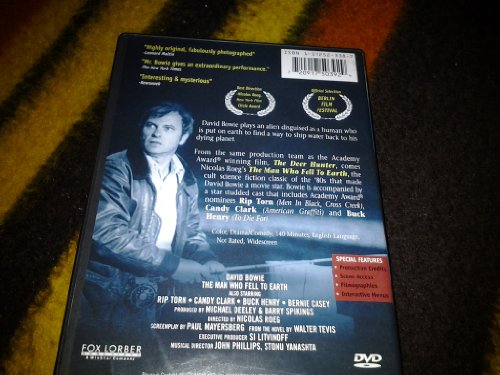 "Highly original, fabulously photographed"
-Leonard Maltin
"Mr. Bowie gives an extraordinary performance."
-The New York TIMES
"Interesting & mysterious"
-Newsweek
Best Direction
Nicolas Roeg,
Circle Award
Official Selection
BERLIN
FILM
FESTIVAL
David Bowie plays an alien disguised as a human who
is put on earth to find a way to ship water back to his
dying planet.
From the same production team as the Academy
Award® winning film, The Deer Hunter, comes
Nicolas Roeg's The Man Who Fell To Earth, the
cult science fiction classic of the '80s that made
David Bowie a movie star. Bowie is accompanied by
a star studded cast that includes Academy Award®
nominees Rip Torn (Men In Black, Cross Creek),
Candy Clark (American Graffiti) and Buck
Henry (To Die For)
Color, Drama/Comedy, 140 Minutes, English Language,
Not Rated, Widescreen
SPECIAL FEATURES
• Production Credits
• Scene Access
• Filmographies
• Interactive Menus
DAVID BOWIE
THE MAN WHO FELL TO EARTH
ALSO STARRING
RIP TORN • CANDY CLARK • BUCK HENRY • BERNIE CASEY
PRODUCED BY MICHAEL DEELEY & BARRY SPIKINGS
DIRECTED BY NICOLAS ROEG
SCREENPLAY BY PAUL MAYERSBERG FROM THE NOVEL BY WALTER TEVIS
EXECUTIVE PRODUCER SI LITVINOFF
MUSICAL DIRECTOR JOHN PHILLIPS, STOMU YANASHTA
FOX LORBER
A WinStar Company
DVD